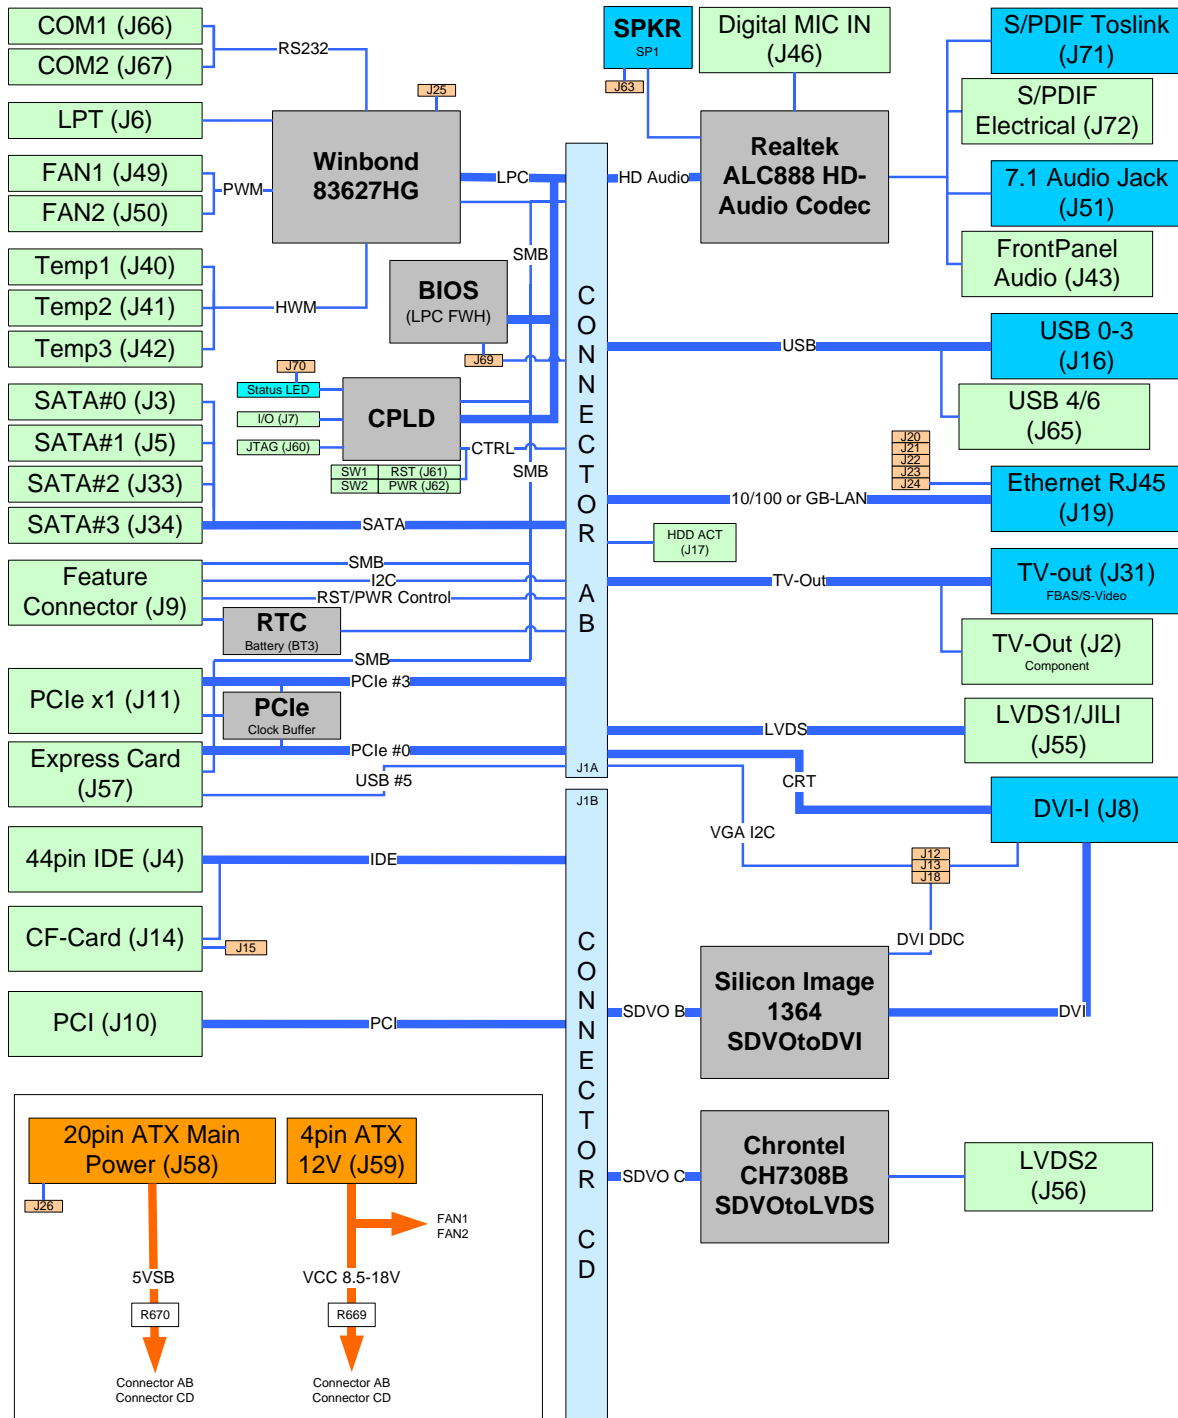 COM1 (J66)
COM2 (J67)
RS232
LPT (J6)
J25
Winbond
83627HG
FAN1 (J49)
FAN2 (J50)
PWM
LPC
Temp1 (J40)
Temp2 (J41)
Temp3 (J42)
HWM
SMB
BIOS
(LPC FWH)
J69
J70
Status LED
I/O (J7)
JTAG (J60)
CPLD
CTRL
SW1
RST (J61)
SW2
PWR (J62)
SMB
SATA#0 (J3)
SATA#1 (J5)
SATA#2 (J33)
SATA#3 (J34)
SATA
Feature
Connector (J9)
SMB
I2C
RST/PWR Control
RTC
Battery (BT3)
SMB
PCIe x1 (J11)
PCIe #3
PCIe
Clock Buffer
Express Card
(J57)
PCIe #0
USB #5
44pin IDE (J4)
IDE
CF-Card (J14)
J15
PCI (J10)
PCI
CONNECTOR AB
J1A
J1B
CONNECTOR CD
SPKR
SP1
J63
Digital MIC IN
(J46)
HD Audio
Realtek
ALC888 HD-
Audio Codec
S/PDIF Toslink
(J71)
S/PDIF
Electrical (J72)
7.1 Audio Jack
(J51)
FrontPanel
Audio (J43)
USB
USB 0-3
(J16)
USB 4/6
(J65)
J20
J21
J22
J23
J24
10/100 or GB-LAN
Ethernet RJ45
(J19)
HDD ACT
(J17)
TV-Out
TV-out (J31)
FBAS/S-Video
TV-Out (J2)
Component
LVDS
LVDS1/JILI
(J55)
CRT
DVI-I (J8)
VGA I2C
J12
J13
J18
DVI DDC
SDVO B
Silicon Image
1364
SDVOtoDVI
DVI
SDVO C
Chrontel
CH7308B
SDVOtoLVDS
LVDS2
(J56)
20pin ATX Main
Power (J58)
4pin ATX
12V (J59)
J26
FAN1
FAN2
5VSB
VCC 8.5-18V
R670
R669
Connector AB
Connector CD
Connector AB
Connector CD